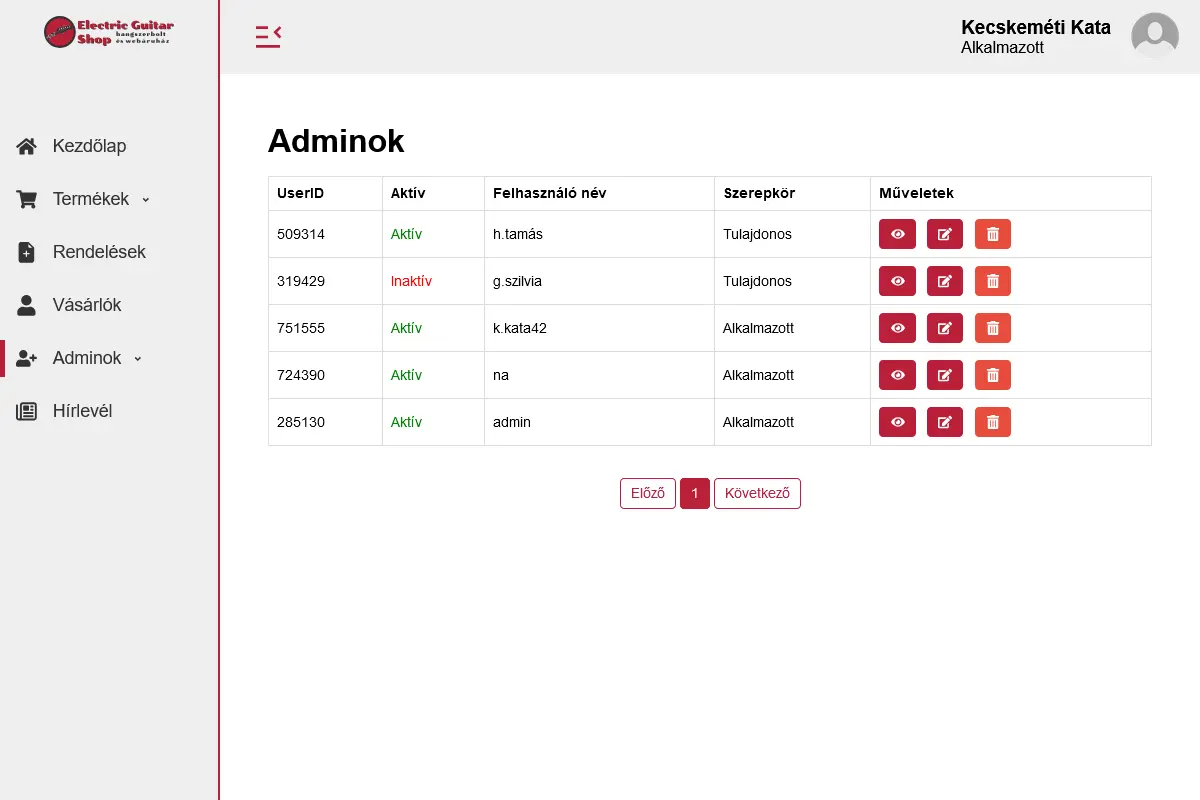 Electric Guitar
Shop hangszerbolt
és webáruház
Kecskeméti Kata
Alkalmazott
Kezdőlap
Termékek
Rendelések
Vásárlók
Adminok
Hírlevél
Adminok
UserID Aktív Felhasználó név Szerepkör Műveletek
509314 Aktív h.tamás Tulajdonos
319429 Inaktív g.szilvia Tulajdonos
751555 Aktív k.kata42 Alkalmazott
724390 Aktív na Alkalmazott
285130 Aktív admin Alkalmazott
Előző 1 Következő